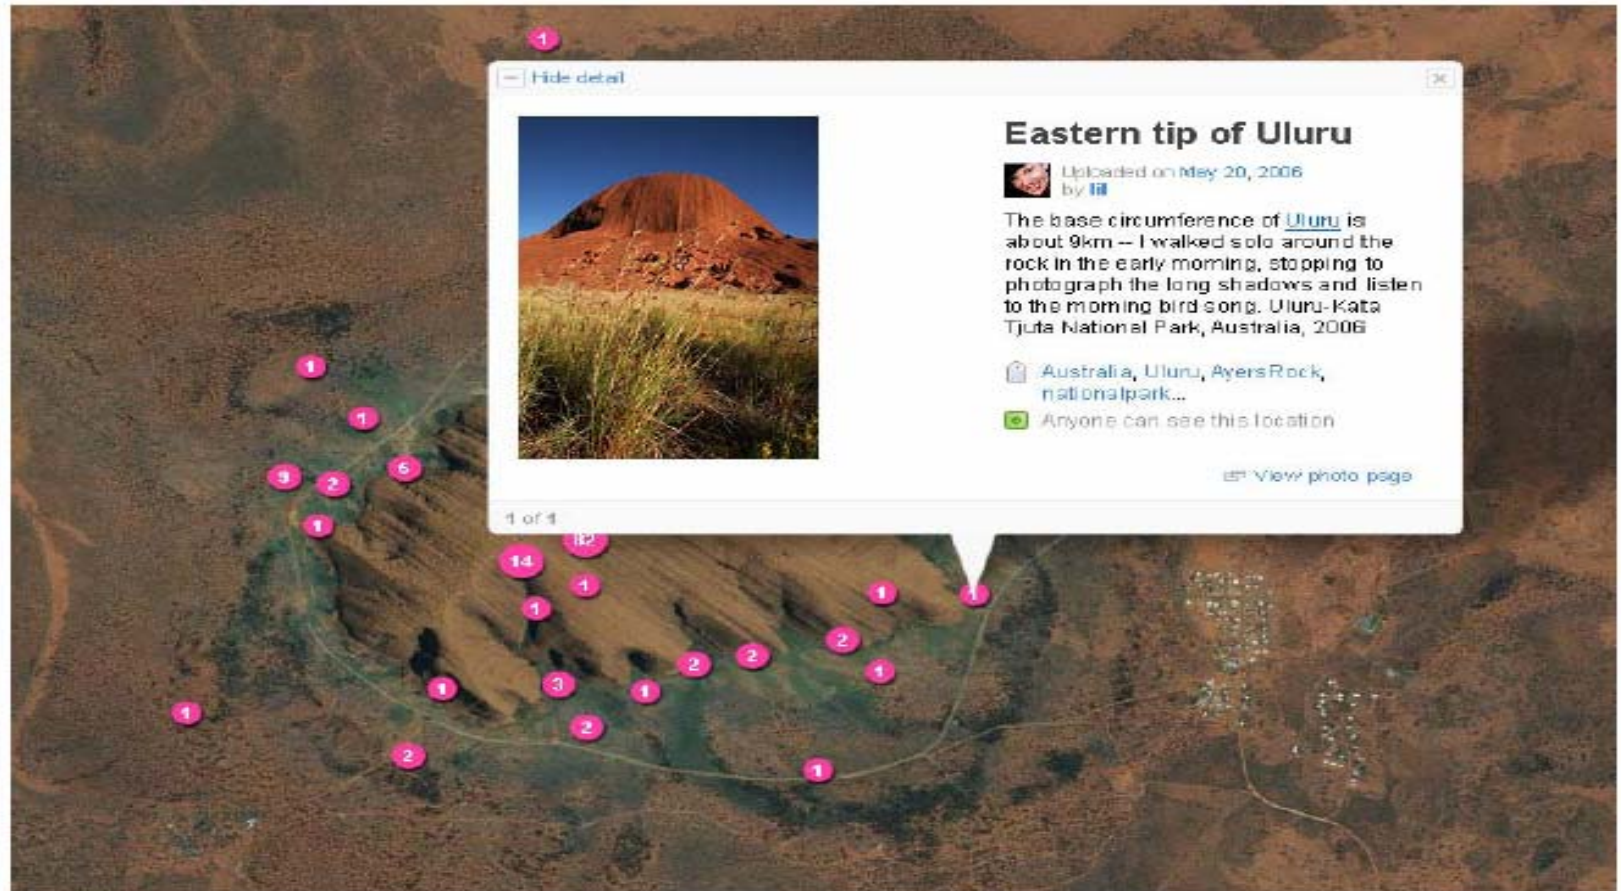 1
Hide detail
Eastern tip of Uluru
Uploaded on May 20, 2006
by lil
The base circumference of Uluru is
about 9km -- I walked solo around the
rock in the early morning, stopping to
photograph the long shadows and listen
to the morning bird song. Uluru-Kata
Tjuta National Park, Australia, 2006
Australia, Uluru, AyersRock,
nationalpark...
Anyone can see this location
View photo page
1 of 1
1
1
6
2
1
14
1
1
1
1
2
2
2
1
1
3
1
1
2
2
1